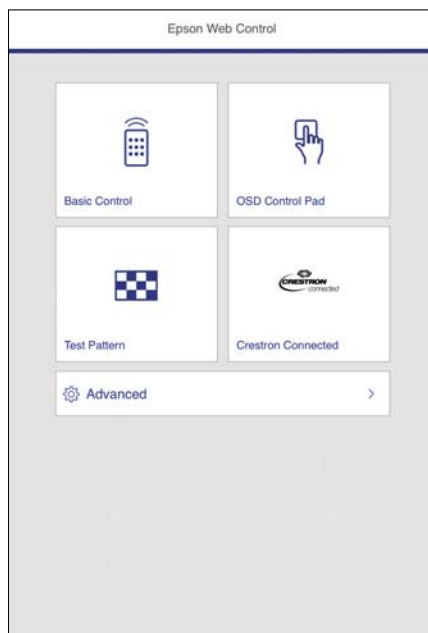 Epson Web Control
Basic Control
OSD Control Pad
Test Pattern
CRESTRON
connected
Crestron Connected
Advanced